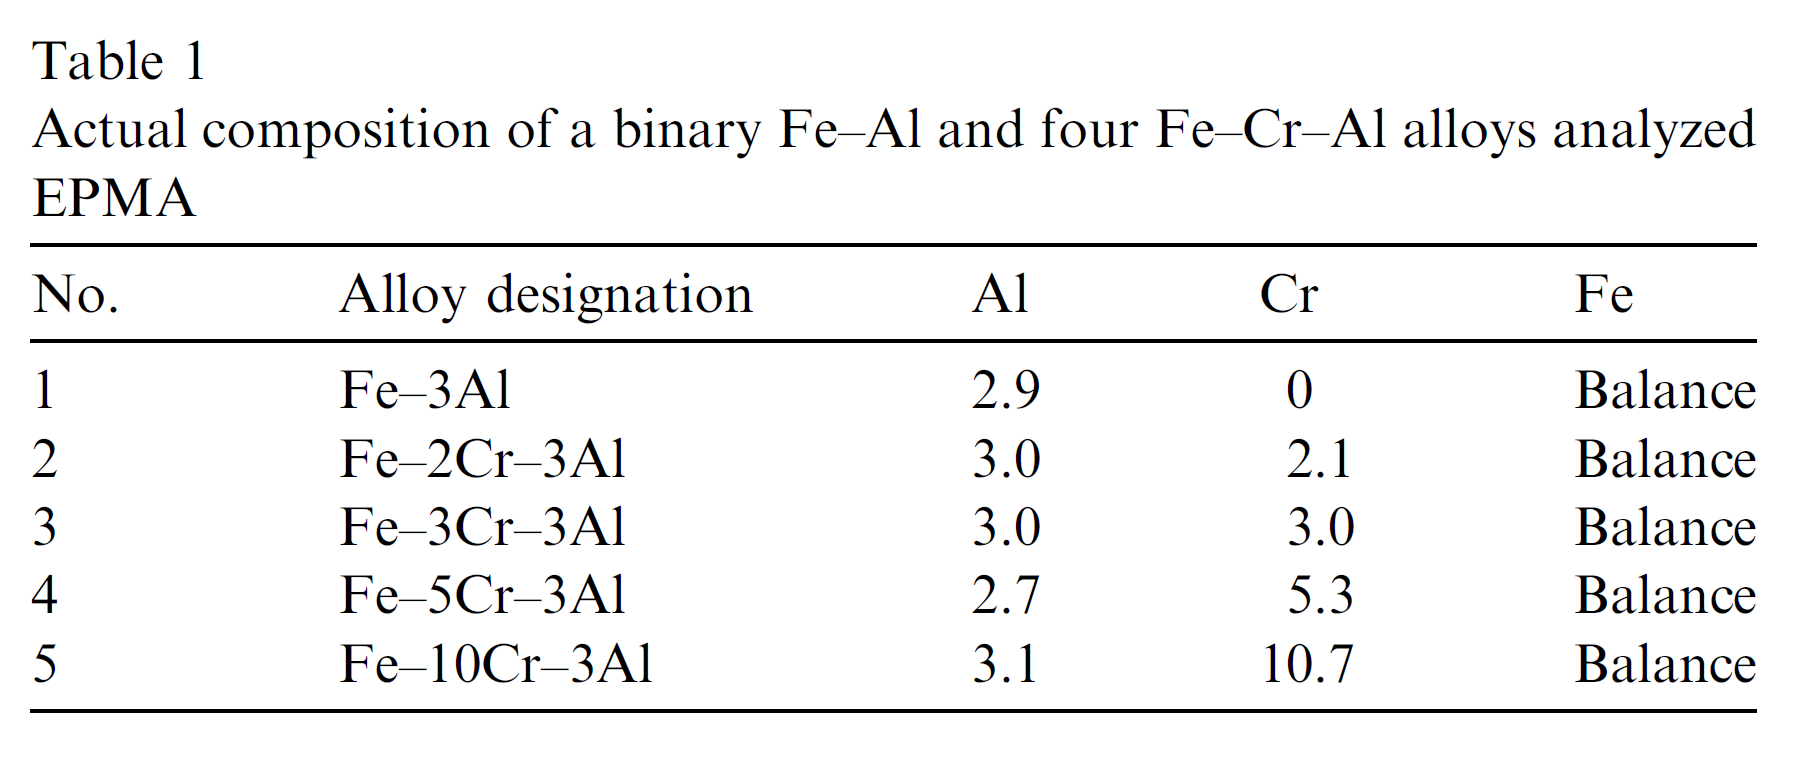 Table 1
Actual composition of a binary Fe–Al and four Fe–Cr–Al alloys analyzed
EPMA
No. Alloy designation Al Cr Fe
1 Fe–3Al 2.9 0 Balance
2 Fe–2Cr–3Al 3.0 2.1 Balance
3 Fe–3Cr–3Al 3.0 3.0 Balance
4 Fe–5Cr–3Al 2.7 5.3 Balance
5 Fe–10Cr–3Al 3.1 10.7 Balance